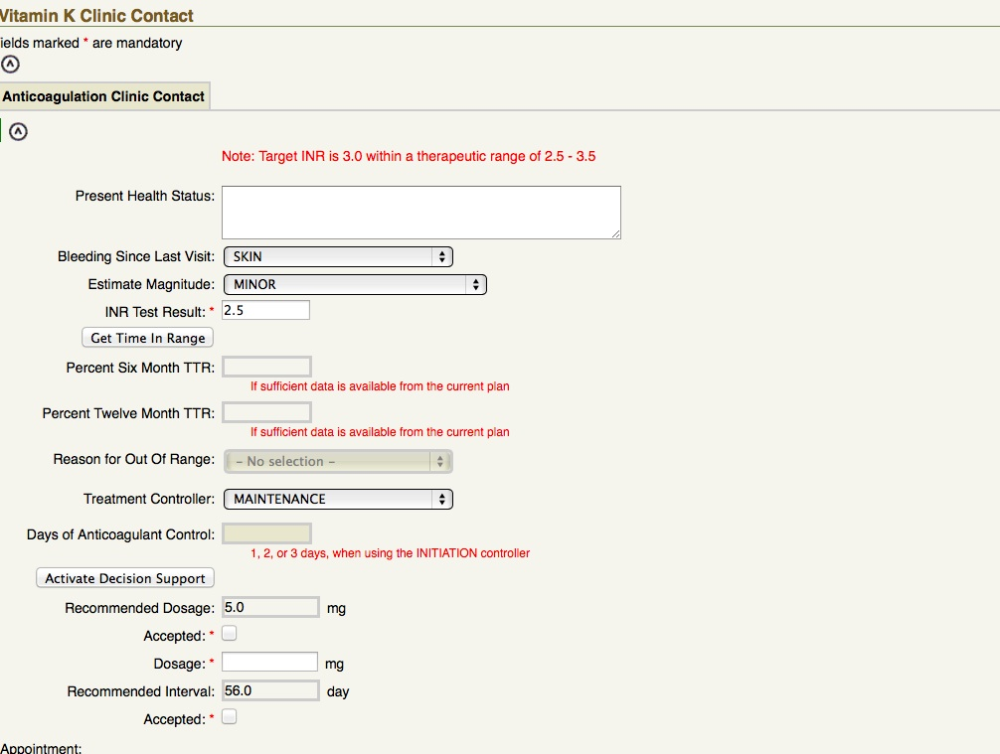 Vitamin K Clinic Contact
ields marked * are mandatory
Anticoagulation Clinic Contact
Note: Target INR is 3.0 within a therapeutic range of 2.5 - 3.5
Present Health Status:
Bleeding Since Last Visit: SKIN
Estimate Magnitude: MINOR
INR Test Result: * 2.5
Get Time In Range
Percent Six Month TTR:
If sufficient data is available from the current plan
Percent Twelve Month TTR:
If sufficient data is available from the current plan
Reason for Out Of Range: – No selection –
Treatment Controller: MAINTENANCE
Days of Anticoagulant Control:
1, 2, or 3 days, when using the INITIATION controller
Activate Decision Support
Recommended Dosage: 5.0 mg
Accepted: *
Dosage: * mg
Recommended Interval: 56.0 day
Accepted: *
Appointment: